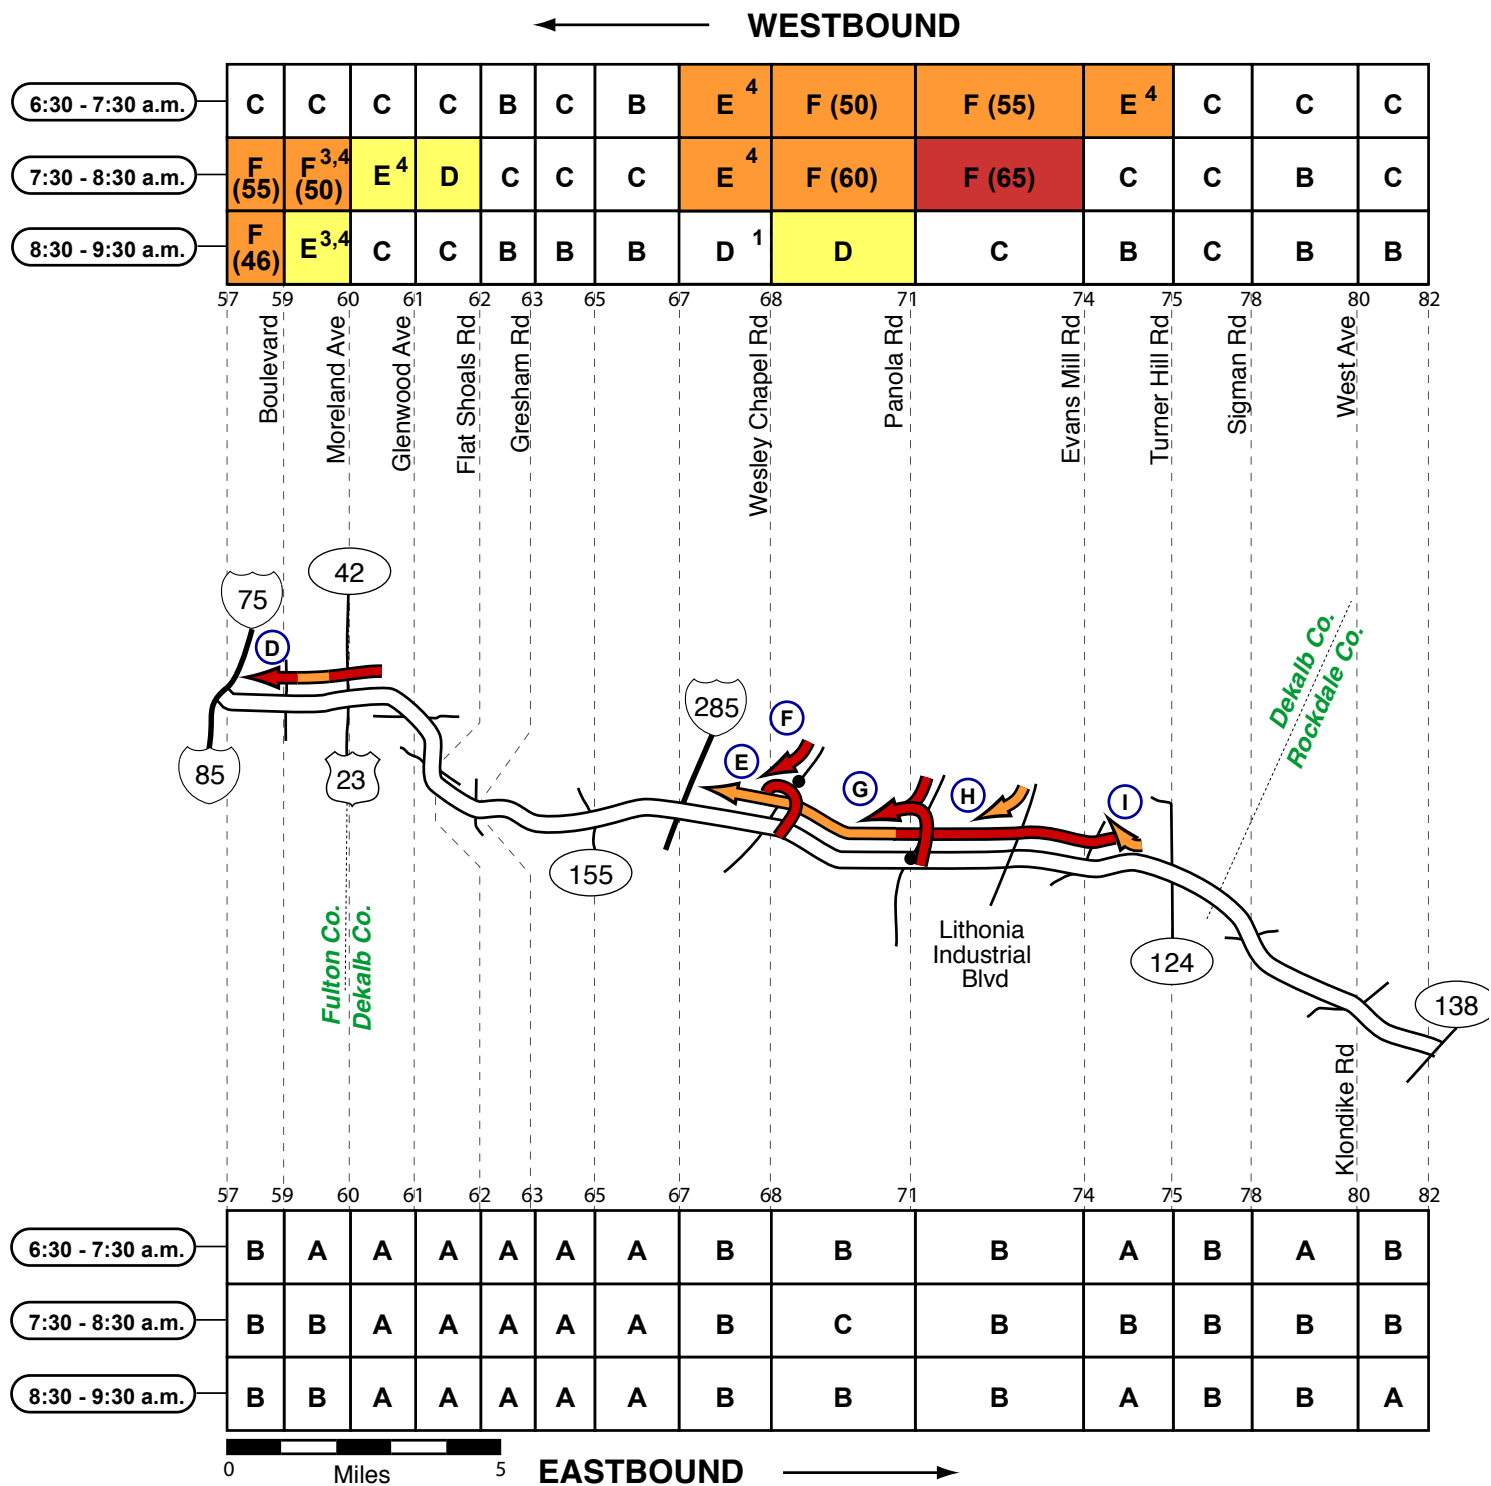 WESTBOUND
6:30 - 7:30 a.m. C C C C B C B E 4 F (50) F (55) E 4 C C C
7:30 - 8:30 a.m. F (55) F 3,4 (50) E 4 D C C C E 4 F (60) F (65) C C B C
8:30 - 9:30 a.m. F (46) E 3,4 C C B B B D 1 D C B C B B
57 59 60 61 62 63 65 67 68 71 74 75 78 80 82
Boulevard
Moreland Ave
Glenwood Ave
Flat Shoals Rd
Gresham Rd
Wesley Chapel Rd
Panola Rd
Evans Mill Rd
Turner Hill Rd
Sigman Rd
West Ave
42
75
D
285
F
E
G
H
I
85
23
155
124
138
Dekalb Co.
Rockdale Co.
Fulton Co.
Dekalb Co.
Lithonia
Industrial
Blvd
Klondike Rd
57 59 60 61 62 63 65 67 68 71 74 75 78 80 82
6:30 - 7:30 a.m. B A A A A A A B B B A B A B
7:30 - 8:30 a.m. B B A A A A A B C B B B B B
8:30 - 9:30 a.m. B B A A A A A B B B A B B A
0 Miles 5
EASTBOUND